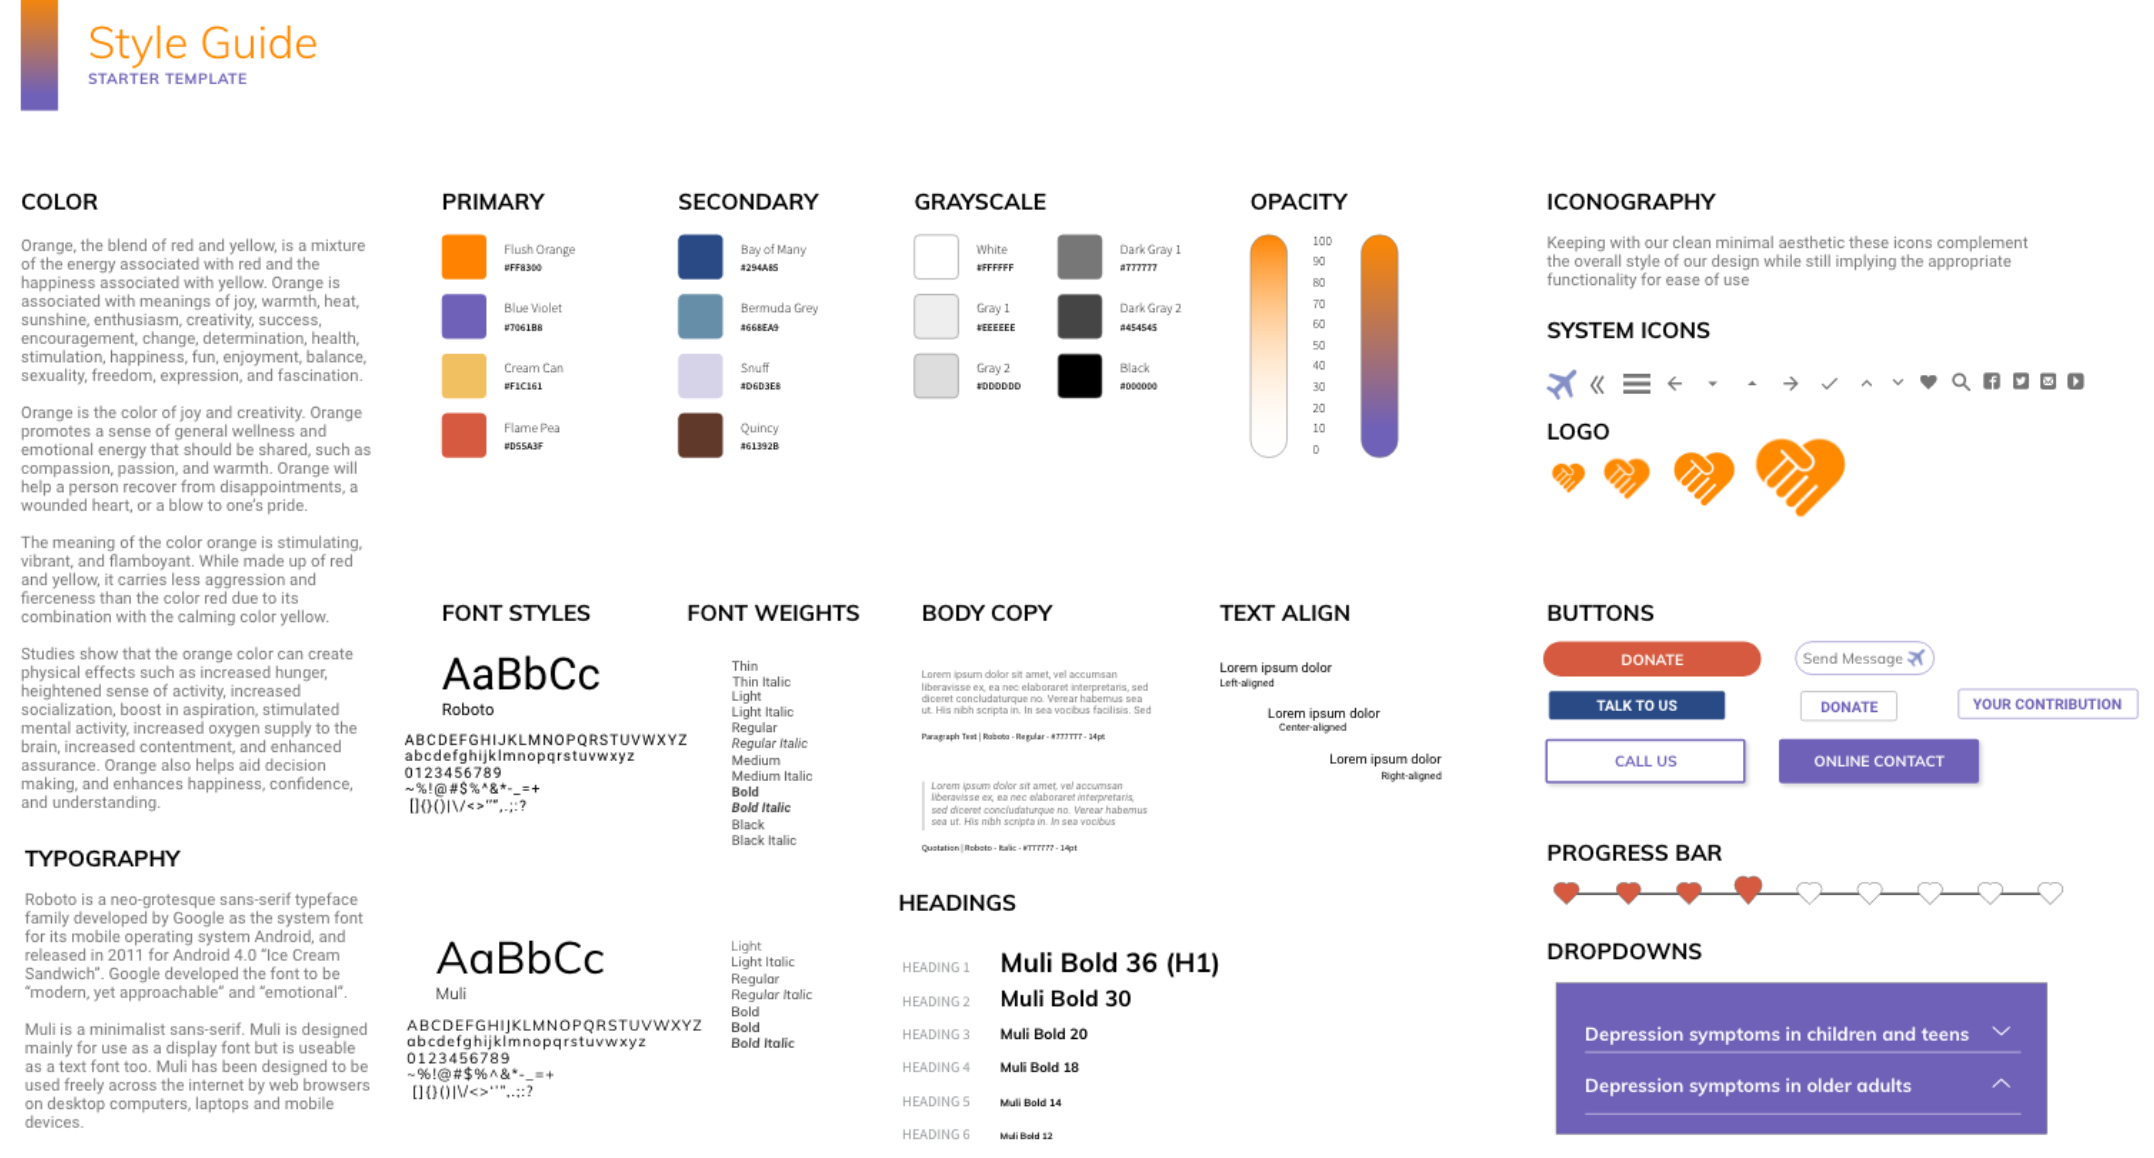 Style Guide
STARTER TEMPLATE
COLOR
Orange, the blend of red and yellow, is a mixture
of the energy associated with red and the
happiness associated with yellow. Orange is
associated with meanings of joy, warmth, heat,
sunshine, enthusiasm, creativity, success,
encouragement, change, determination, health,
stimulation, happiness, fun, enjoyment, balance,
sexuality, freedom, expression, and fascination.
Orange is the color of joy and creativity. Orange
promotes a sense of general wellness and
emotional energy that should be shared, such as
compassion, passion, and warmth. Orange will
help a person recover from disappointments, a
wounded heart, or a blow to one's pride.
The meaning of the color orange is stimulating,
vibrant, and flamboyant. While made up of red
and yellow, it carries less aggression and
fierceness than the color red due to its
combination with the calming color yellow.
Studies show that the orange color can create
physical effects such as increased hunger,
heightened sense of activity, increased
socialization, boost in aspiration, stimulated
mental activity, increased oxygen supply to the
brain, increased contentment, and enhanced
assurance. Orange also helps aid decision
making, and enhances happiness, confidence,
and understanding.
TYPOGRAPHY
Roboto is a neo-grotesque sans-serif typeface
family developed by Google as the system font
for its mobile operating system Android, and
released in 2011 for Android 4.0 “Ice Cream
Sandwich”. Google developed the font to be
“modern, yet approachable” and “emotional”.
Muli is a minimalist sans-serif. Muli is designed
mainly for use as a display font but is useable
as a text font too. Muli has been designed to be
used freely across the internet by web browsers
on desktop computers, laptops and mobile
devices.
PRIMARY
Flush Orange
#FF8300
Blue Violet
#7061B8
Cream Can
#F1C161
Flame Pea
#D55A3F
SECONDARY
Bay of Many
#294A85
Bermuda Grey
#668EA9
Snuff
#D6D3E8
Quincy
#61392B
GRAYSCALE
White
#FFFFFF
Gray 1
#EEEEEE
Gray 2
#DDDDDD
Dark Gray 1
#777777
Dark Gray 2
#454545
Black
#000000
OPACITY
100
90
80
70
60
50
40
30
20
10
0
FONT STYLES
AaBbCc
Roboto
ABCDEFGHIJKLMNOPQRSTUVWXYZ
abcdefghijklmnopqrstuvwxyz
0123456789
~%!@#$%^&*-_=+
[]{}()|\/<>"",.;:?
AaBbCc
Muli
ABCDEFGHIJKLMNOPQRSTUVWXYZ
abcdefghijklmnopqrstuvwxyz
0123456789
~%!@#$%^&*-_=+
[]{}()|\/<>'"",.;:?
FONT WEIGHTS
Thin
Thin Italic
Light
Light Italic
Regular
Regular Italic
Medium
Medium Italic
Bold
Bold Italic
Black
Black Italic
Light
Light Italic
Regular
Regular Italic
Bold
Bold
Bold Italic
BODY COPY
Lorem ipsum dolor sit amet, vel accumsan
liberavisse ex, ea nec elaboraret interpretaris, sed
diceret concludaturque no. Verear habemus sea
ut. His nibh scripta in. In sea vocibus facilisis. Sed
Paragraph Text | Roboto - Regular - #777777 - 14pt
Lorem ipsum dolor sit amet, vel accumsan
liberavisse ex, ea nec elaboraret interpretaris,
sed diceret concludaturque no. Verear habemus
sea ut. His nibh scripta in. In sea vocibus
Quotation | Roboto - Italic - #777777 - 14pt
TEXT ALIGN
Lorem ipsum dolor
Left-aligned
Lorem ipsum dolor
Center-aligned
Lorem ipsum dolor
Right-aligned
HEADINGS
HEADING 1 Muli Bold 36 (H1)
HEADING 2 Muli Bold 30
HEADING 3 Muli Bold 20
HEADING 4 Muli Bold 18
HEADING 5 Muli Bold 14
HEADING 6 Muli Bold 12
ICONOGRAPHY
Keeping with our clean minimal aesthetic these icons complement
the overall style of our design while still implying the appropriate
functionality for ease of use
SYSTEM ICONS
LOGO
BUTTONS
DONATE
Send Message
TALK TO US
DONATE
YOUR CONTRIBUTION
CALL US
ONLINE CONTACT
PROGRESS BAR
DROPDOWNS
Depression symptoms in children and teens
Depression symptoms in older adults